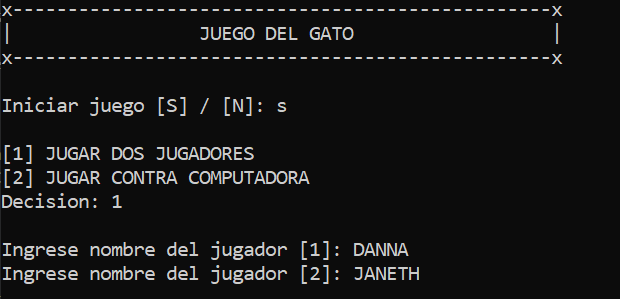 x------------------------------------------------x
| JUEGO DEL GATO |
x------------------------------------------------x
Iniciar juego [S] / [N]: s
[1] JUGAR DOS JUGADORES
[2] JUGAR CONTRA COMPUTADORA
Decision: 1
Ingrese nombre del jugador [1]: DANNA
Ingrese nombre del jugador [2]: JANETH